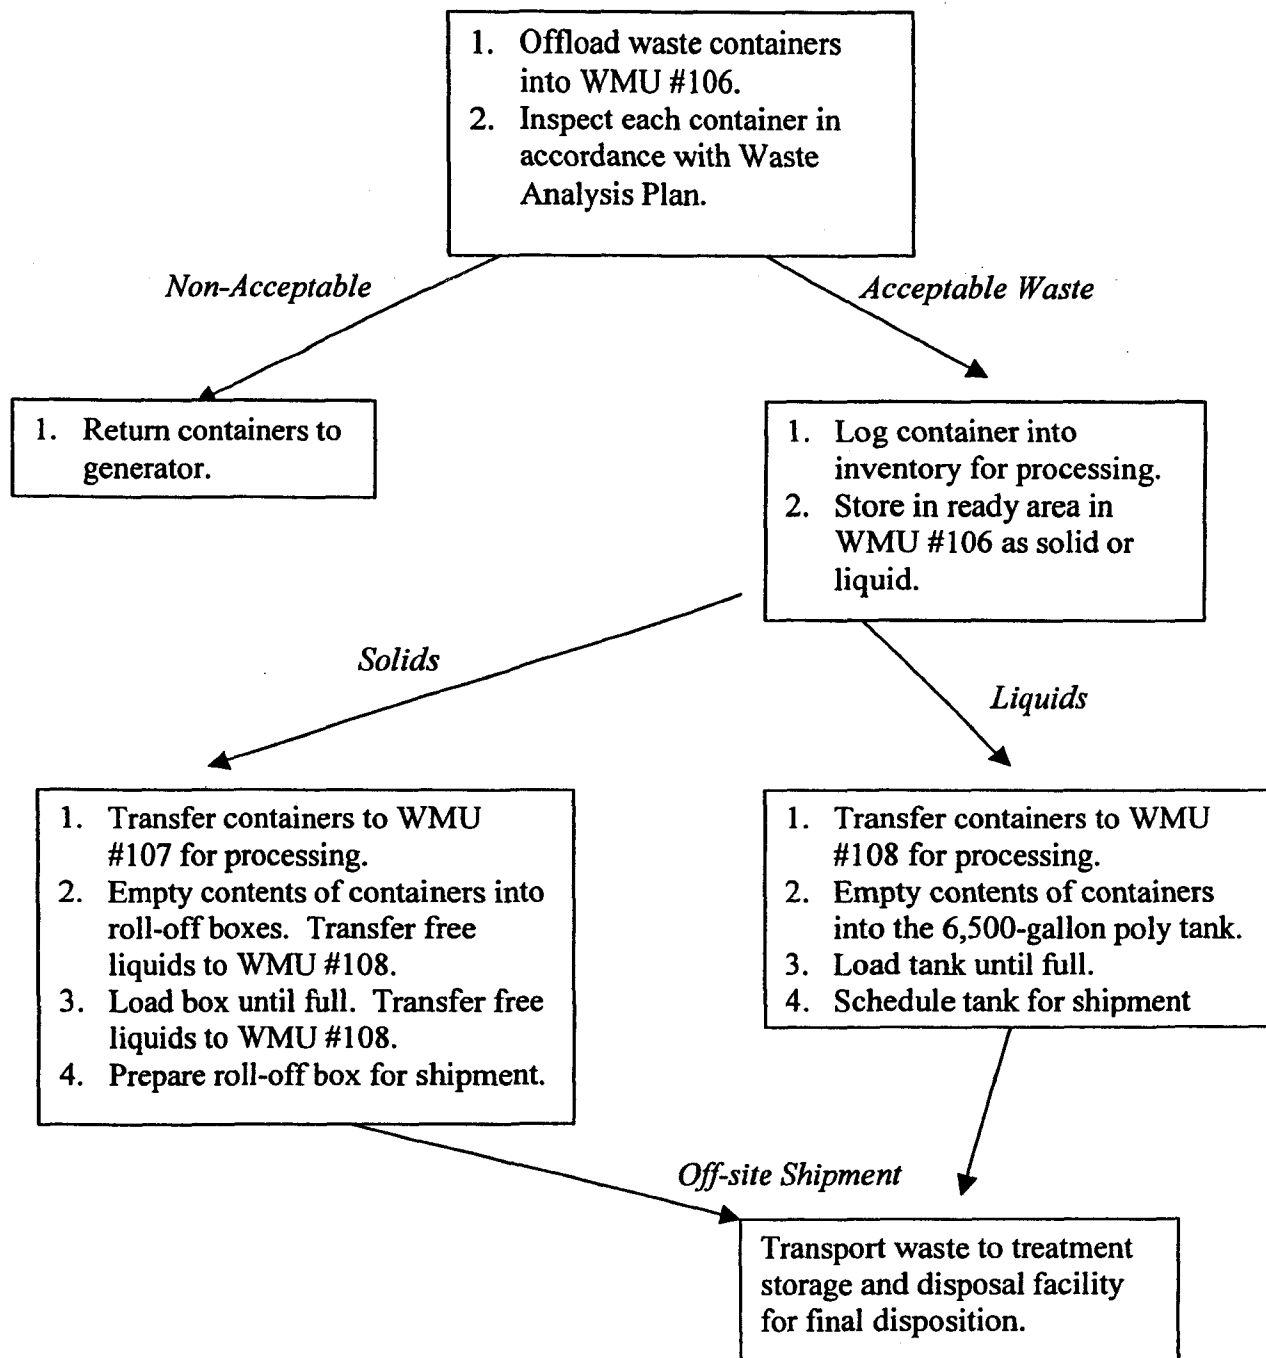 1. Offload waste containers
into WMU #106.
2. Inspect each container in
accordance with Waste
Analysis Plan.
Non-Acceptable
Acceptable Waste
1. Return containers to
generator.
1. Log container into
inventory for processing.
2. Store in ready area in
WMU #106 as solid or
liquid.
Solids
Liquids
1. Transfer containers to WMU
#107 for processing.
2. Empty contents of containers into
roll-off boxes. Transfer free
liquids to WMU #108.
3. Load box until full. Transfer free
liquids to WMU #108.
4. Prepare roll-off box for shipment.
1. Transfer containers to WMU
#108 for processing.
2. Empty contents of containers
into the 6,500-gallon poly tank.
3. Load tank until full.
4. Schedule tank for shipment
Off-site Shipment
Transport waste to treatment
storage and disposal facility
for final disposition.